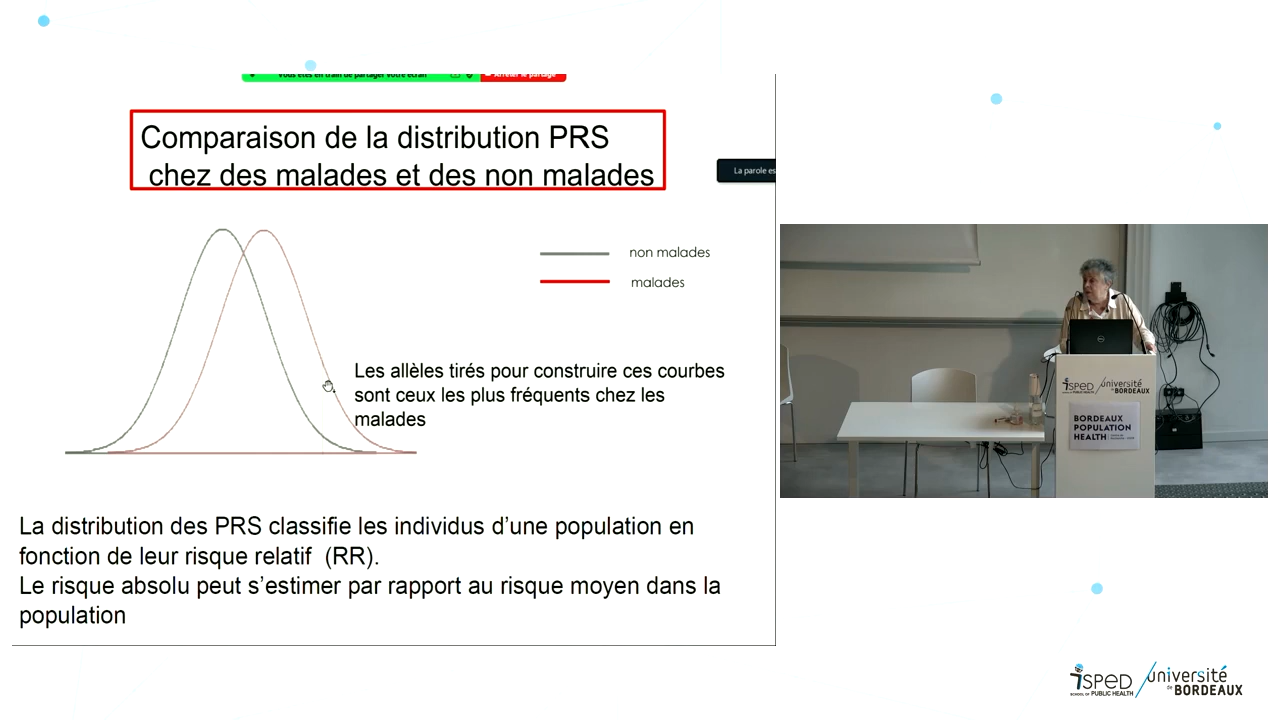 Vous êtes en train de partager votre écran
Arrêter le partage
Comparaison de la distribution PRS
chez des malades et des non malades
La parole es
non malades
malades
Les allèles tirés pour construire ces courbes
sont ceux les plus fréquents chez les
malades
La distribution des PRS classifie les individus d'une population en
fonction de leur risque relatif (RR).
Le risque absolu peut s'estimer par rapport au risque moyen dans la
population
isped
université
de BORDEAUX
BORDEAUX
POPULATION
HEALTH
isped
SCHOOL OF PUBLIC HEALTH
université
de BORDEAUX